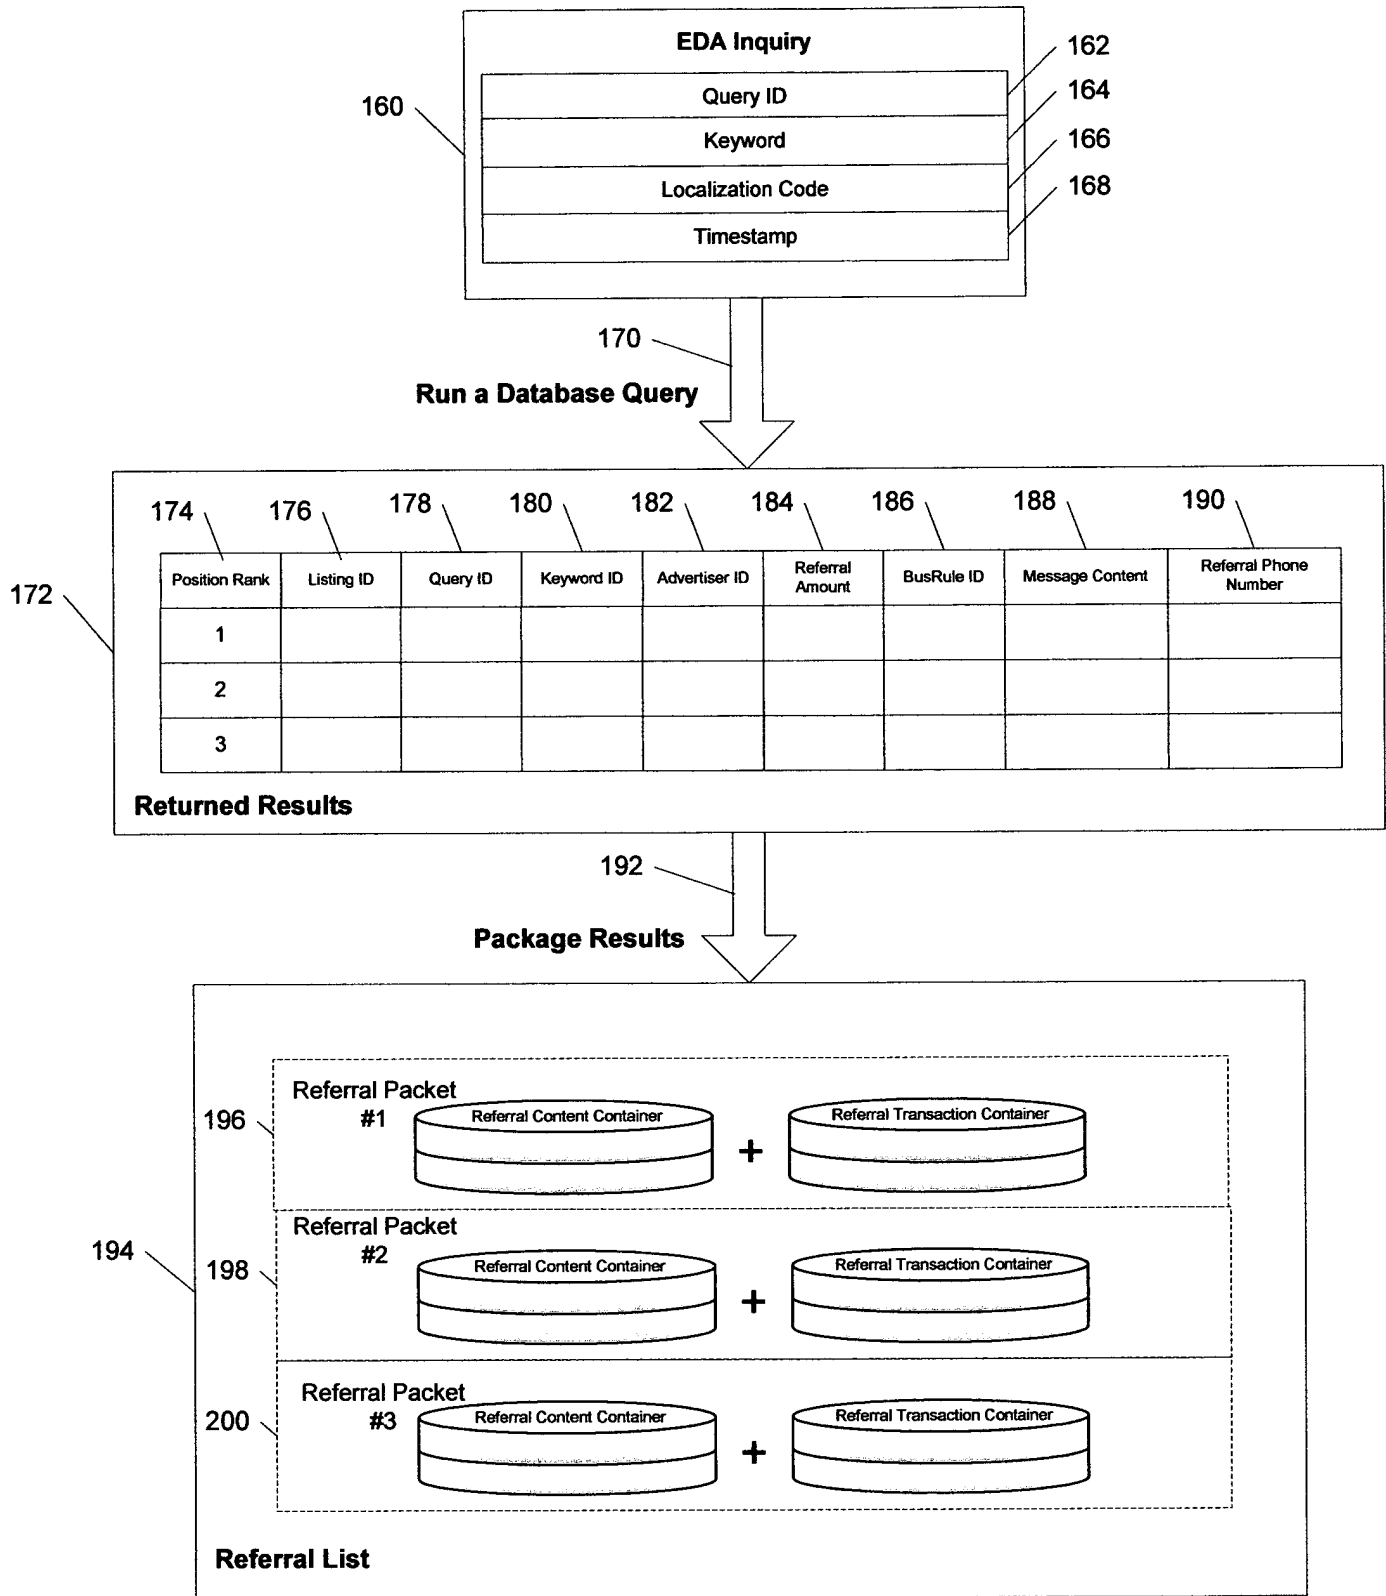 EDA Inquiry
162
Query ID
164
160
Keyword
166
Localization Code
168
Timestamp
170
Run a Database Query
174 176 178 180 182 184 186 188 190
Position Rank Listing ID Query ID Keyword ID Advertiser ID Referral Amount BusRule ID Message Content Referral Phone Number
172
1
2
3
Returned Results
192
Package Results
Referral Packet
#1
196
Referral Content Container + Referral Transaction Container
Referral Packet
#2
194
198
Referral Content Container + Referral Transaction Container
Referral Packet
#3
200
Referral Content Container + Referral Transaction Container
Referral List